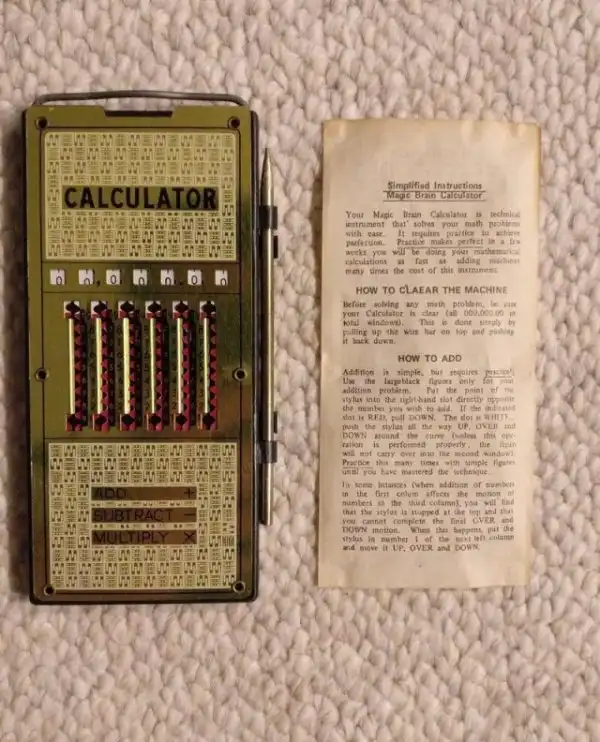 CALCULATOR
0 0,0 0 0.0 0
ADD +
SUBTRACT −
MULTIPLY X
Simplified Instructions
Magic Brain Calculator
Your Magic Brain Calculator is technical
instrument that solves your math problems
with ease. It requires practice to achieve
perfection. Practice makes perfect in a few
weeks you will be doing your mathematical
calculations as fast as adding machines
many times the cost of this instrument.
HOW TO CLAEAR THE MACHINE
Before solving any math problem, be sure
your Calculator is clear (all 000,000.00 in
total windows). This is done simply by
pulling up the wire bar on top and pushing
it back down.
HOW TO ADD
Addition is simple, but requires practice!
Use the largeblack figures only for your
addition problem. Put the point of the
stylus into the right-hand slot directly opposite
the number you wish to add. If the indicated
dot is RED, pull DOWN. The dot is WHITE,
push the stylus all the way UP, OVER and
DOWN around the curve (unless this ope-
ration is performed properly, the figure
will not carry over into the second window).
Practice this many times with simple figures
until you have mastered the technique.
In some intances (when addition of numbers
in the first colum affects the motion of
numbers in the third column), you will find
that the stylus is stopped at the top and that
you cannot complete the final OVER and
DOWN motion. When this happens, put the
stylus in number 1 of the next left column
and move it UP, OVER and DOWN.